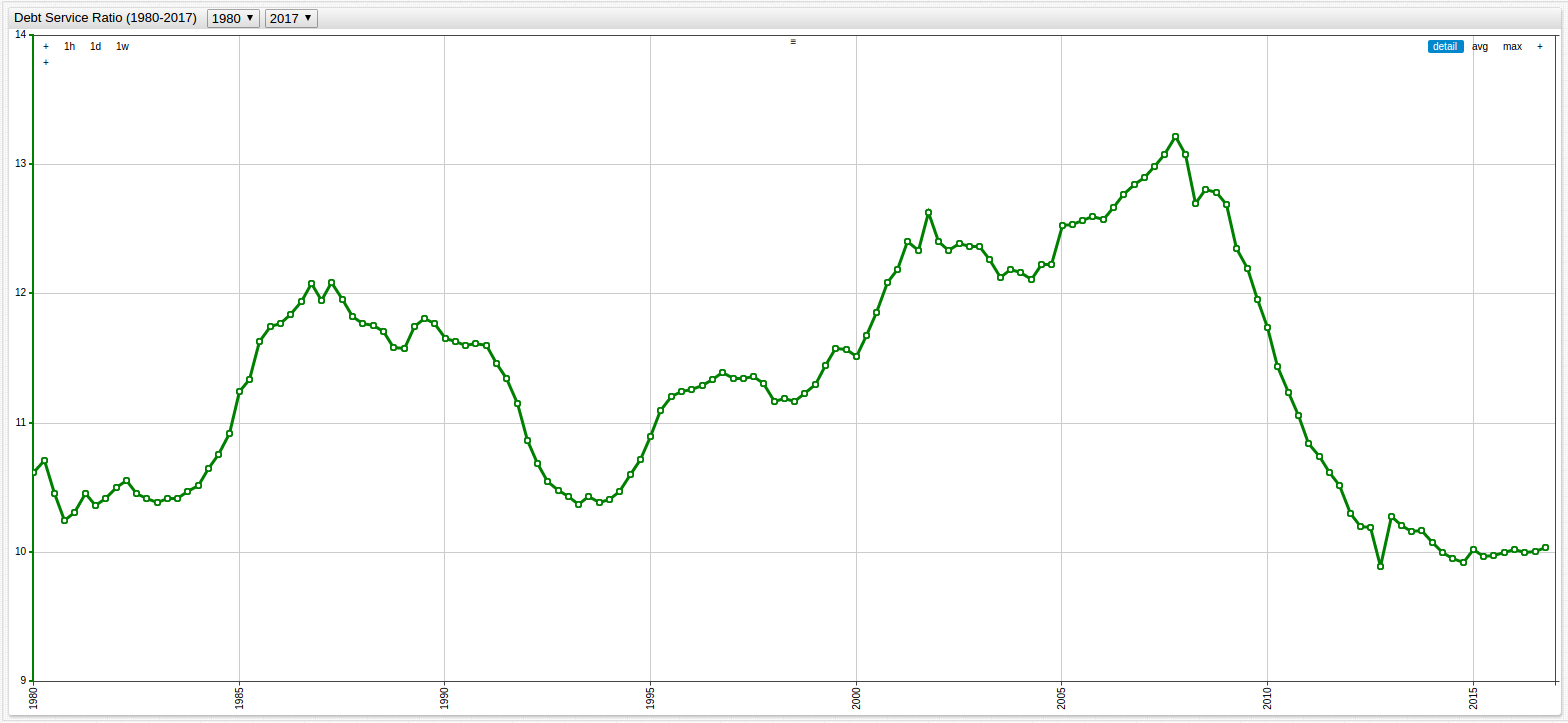 Debt Service Ratio (1980-2017) 1980 ▼ 2017 ▼
14
+ 1h 1d 1w ≡ detail avg max +
+
13
12
11
10
9
1980 1985 1990 1995 2000 2005 2010 2015